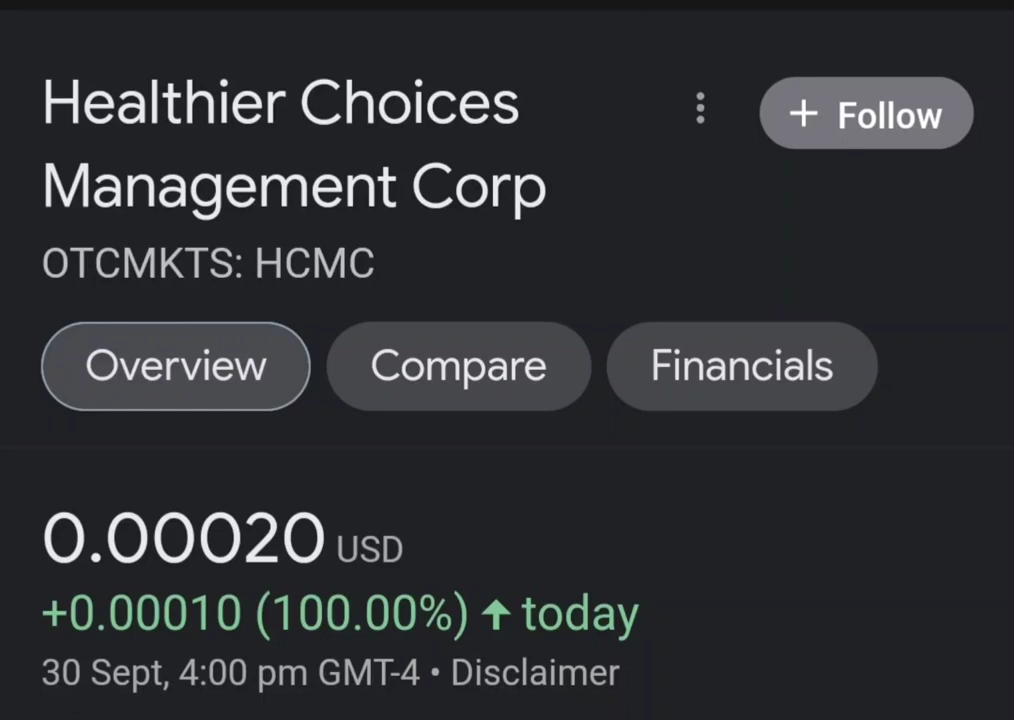 Healthier Choices
Management Corp
+ Follow
OTCMKTS: HCMC
Overview Compare Financials
0.00020 USD
+0.00010 (100.00%) ↑ today
30 Sept, 4:00 pm GMT-4 • Disclaimer